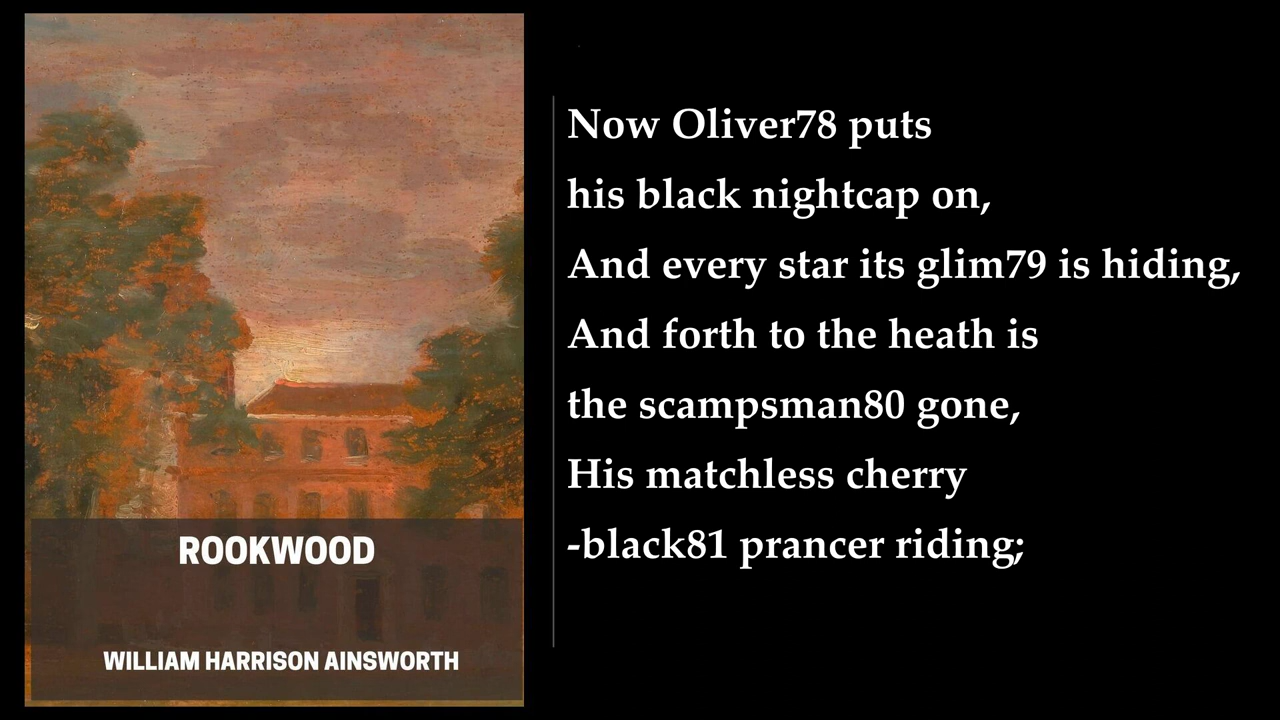 ROOKWOOD
WILLIAM HARRISON AINSWORTH
Now Oliver78 puts
his black nightcap on,
And every star its glim79 is hiding,
And forth to the heath is
the scampsman80 gone,
His matchless cherry
-black81 prancer riding;